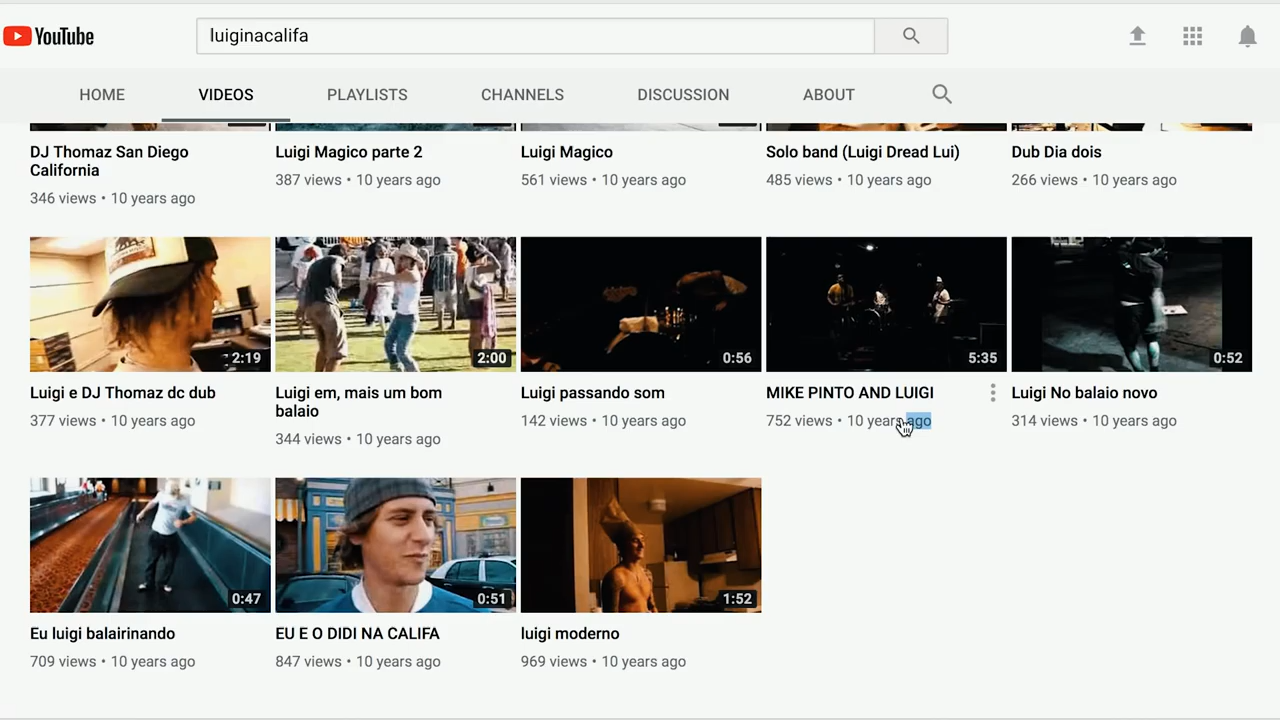 YouTube
luiginacalifa
HOME VIDEOS PLAYLISTS CHANNELS DISCUSSION ABOUT
DJ Thomaz San Diego California
346 views • 10 years ago
Luigi Magico parte 2
387 views • 10 years ago
Luigi Magico
561 views • 10 years ago
Solo band (Luigi Dread Lui)
485 views • 10 years ago
Dub Dia dois
266 views • 10 years ago
2:19
Luigi e DJ Thomaz dc dub
377 views • 10 years ago
2:00
Luigi em, mais um bom
balaio
344 views • 10 years ago
0:56
Luigi passando som
142 views • 10 years ago
5:35
MIKE PINTO AND LUIGI
752 views • 10 years ago
0:52
Luigi No balaio novo
314 views • 10 years ago
0:47
Eu luigi balairinando
709 views • 10 years ago
0:51
EU E O DIDI NA CALIFA
847 views • 10 years ago
1:52
luigi moderno
969 views • 10 years ago